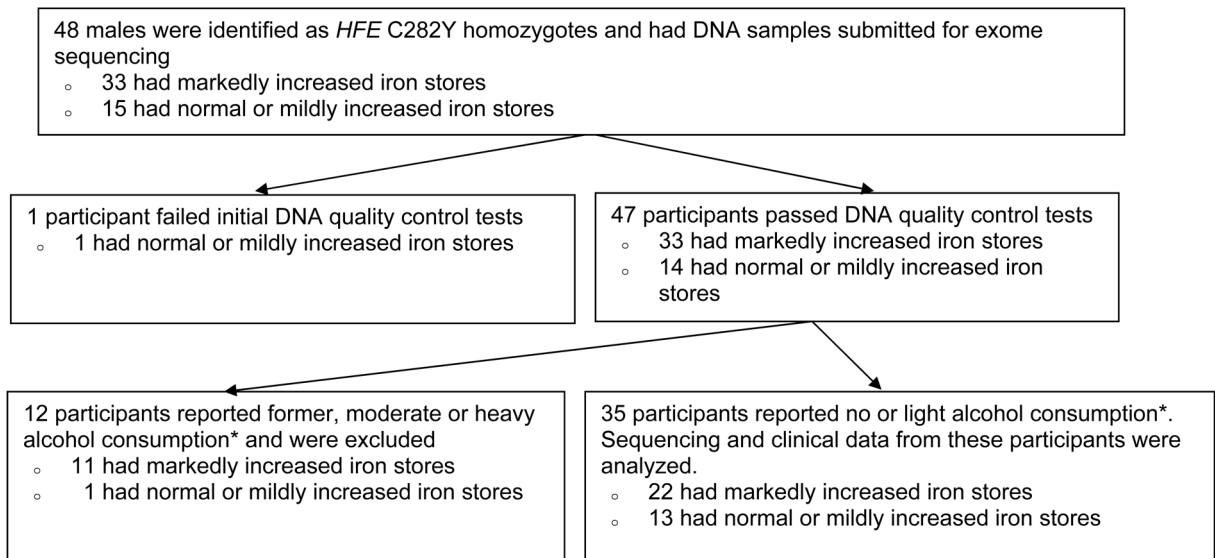 48 males were identified as HFE C282Y homozygotes and had DNA samples submitted for exome
sequencing
◦ 33 had markedly increased iron stores
◦ 15 had normal or mildly increased iron stores
1 participant failed initial DNA quality control tests
◦ 1 had normal or mildly increased iron stores
47 participants passed DNA quality control tests
◦ 33 had markedly increased iron stores
◦ 14 had normal or mildly increased iron
stores
12 participants reported former, moderate or heavy
alcohol consumption* and were excluded
◦ 11 had markedly increased iron stores
◦ 1 had normal or mildly increased iron stores
35 participants reported no or light alcohol consumption*.
Sequencing and clinical data from these participants were
analyzed.
◦ 22 had markedly increased iron stores
◦ 13 had normal or mildly increased iron stores